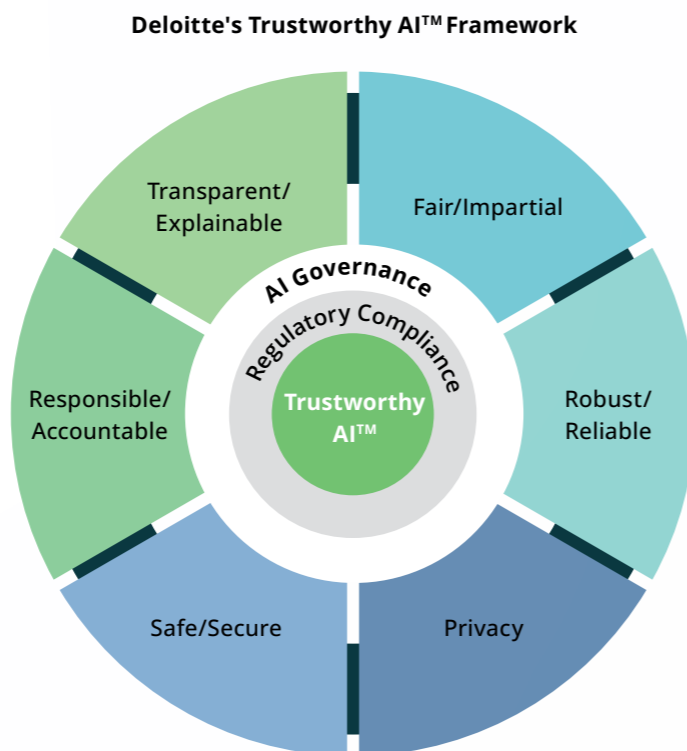 Deloitte's Trustworthy AI™ Framework
Transparent/
Explainable
Fair/Impartial
AI Governance
Regulatory Compliance
Trustworthy
AI™
Responsible/
Accountable
Robust/
Reliable
Safe/Secure
Privacy